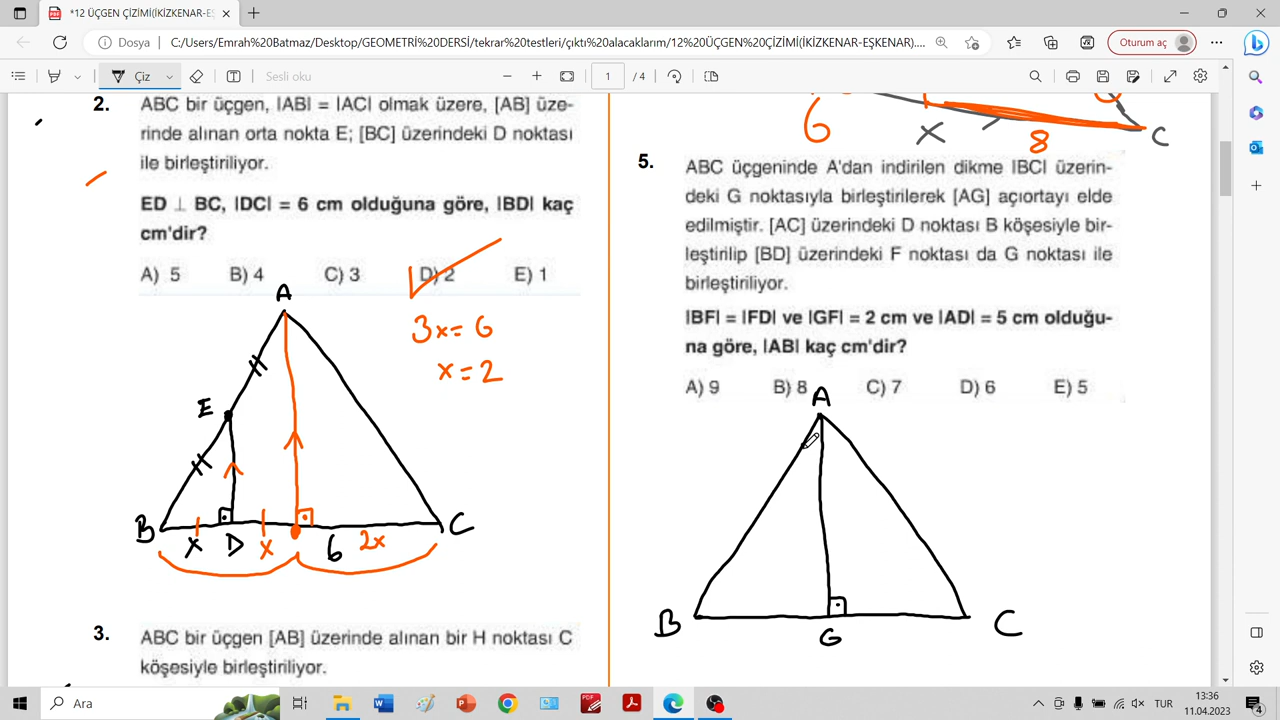 *12 ÜÇGEN ÇİZİMİ(İKİZKENAR-EŞ
Dosya
C:/Users/Emrah%20Batmaz/Desktop/GEOMETRİ%20DERSİ/tekrar%20testleri/çıktı%20alacaklarım/12%20ÜÇGEN%20ÇİZİMİ(İKİZKENAR-EŞKENAR)....
Oturum aç
Çiz
Sesli oku
1 / 4
2.
ABC bir üçgen, |AB| = |AC| olmak üzere, [AB] üze-
rinde alınan orta nokta E; [BC] üzerindeki D noktası
ile birleştiriliyor.
ED ⊥ BC, |DC| = 6 cm olduğuna göre, |BD| kaç
cm'dir?
A) 5 B) 4 C) 3 D) 2 E) 1
3x = 6
x = 2
A
E
B
x
D
x
6
2x
C
3.
ABC bir üçgen [AB] üzerinde alınan bir H noktası C
köşesiyle birleştiriliyor.
6
x
8
C
5.
ABC üçgeninde A'dan indirilen dikme |BC| üzerin-
deki G noktasıyla birleştirilerek [AG] açıortayı elde
edilmiştir. [AC] üzerindeki D noktası B köşesiyle bir-
leştirilip [BD] üzerindeki F noktası da G noktası ile
birleştiriliyor.
|BF| = |FD| ve |GF| = 2 cm ve |AD| = 5 cm olduğu-
na göre, |AB| kaç cm'dir?
A) 9 B) 8 C) 7 D) 6 E) 5
A
B
G
C
Ara
TUR
13:36
11.04.2023
4